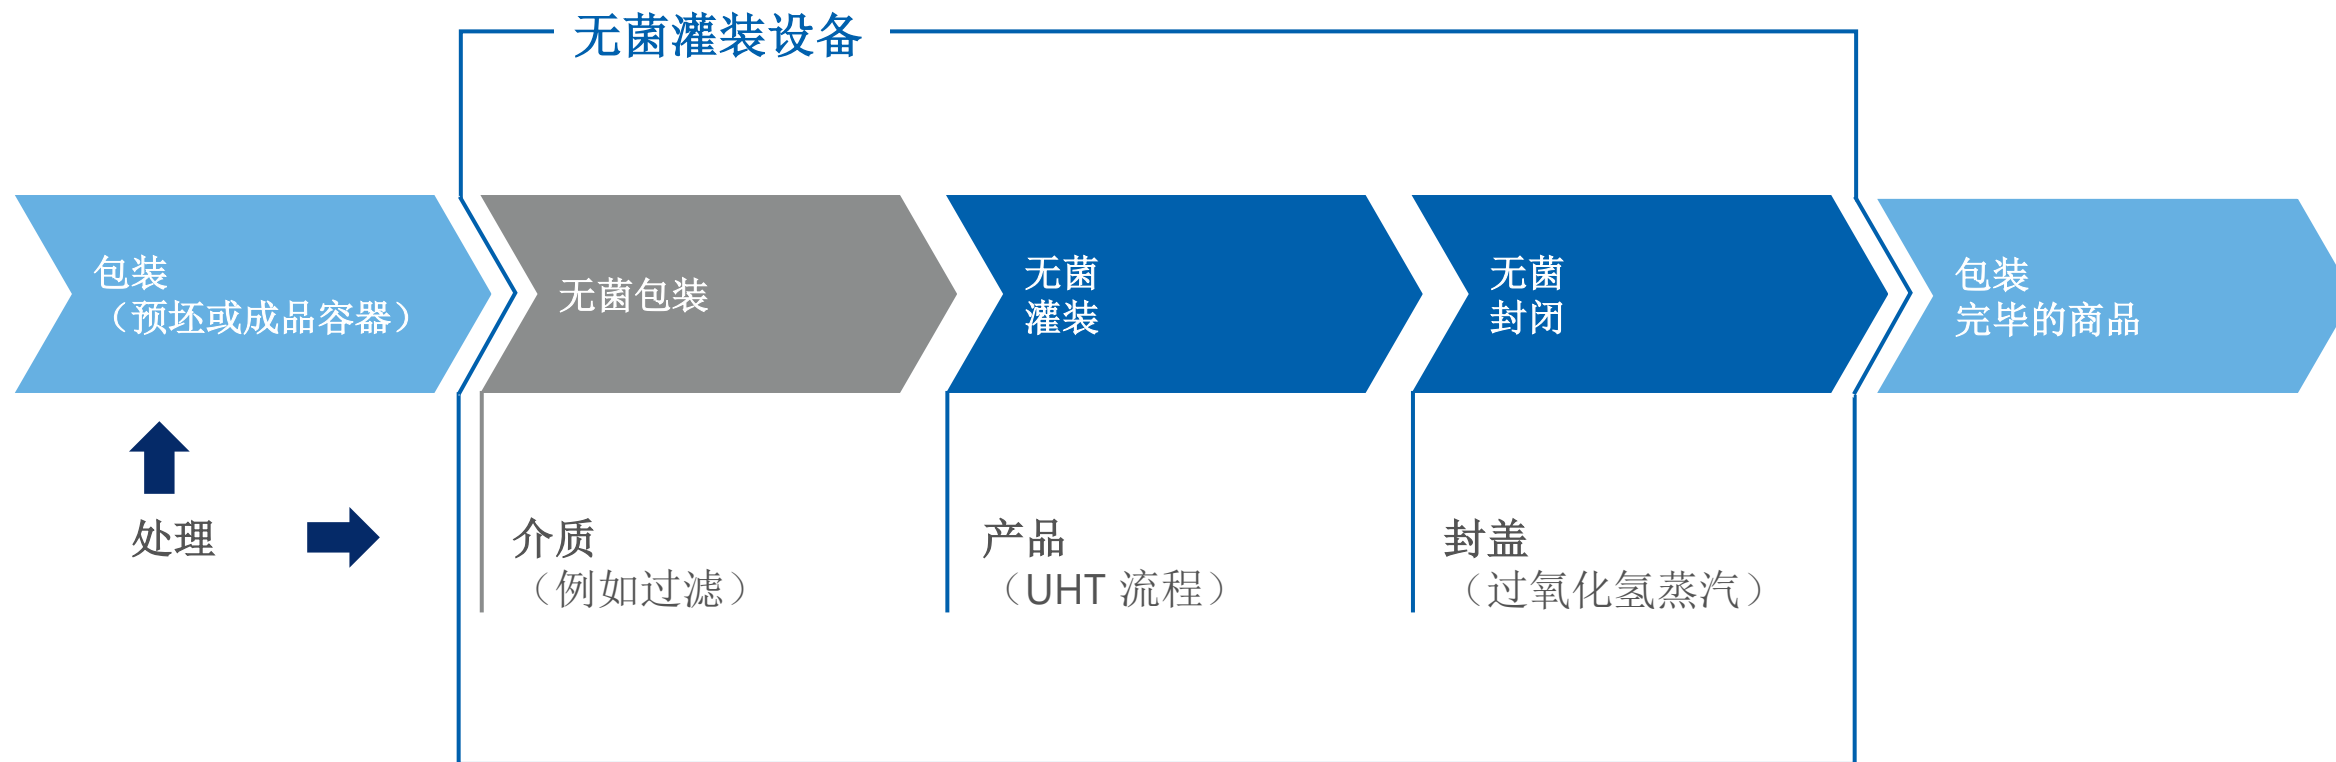 无菌灌装设备
包装
（预坯或成品容器）
无菌包装
无菌
灌装
无菌
封闭
包装
完毕的商品
处理
介质
（例如过滤）
产品
（UHT 流程）
封盖
（过氧化氢蒸汽）